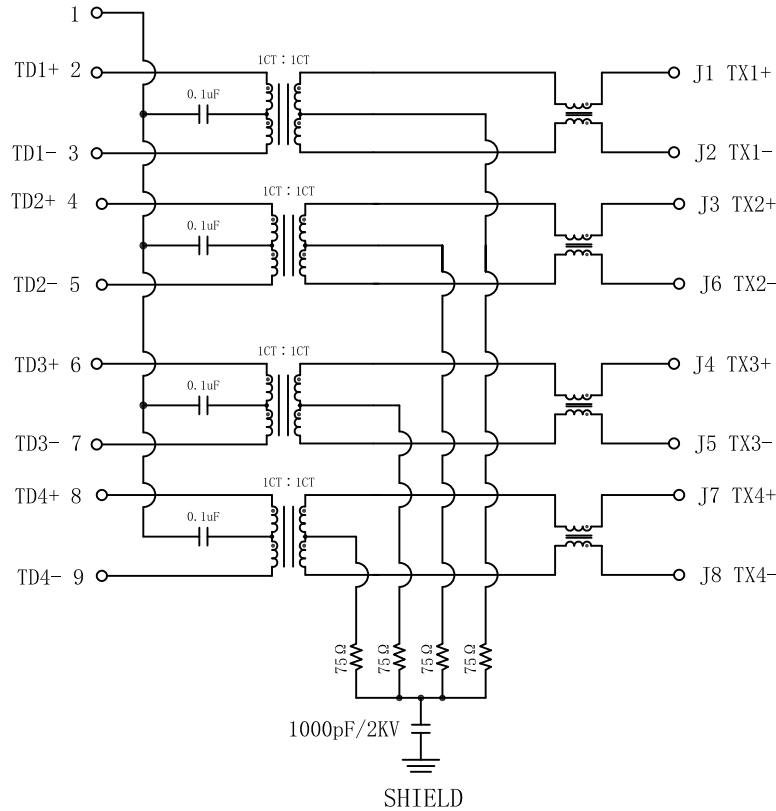 1
1CT：1CT
TD1+ 2
J1 TX1+
0.1uF
TD1- 3
J2 TX1-
1CT：1CT
TD2+ 4
J3 TX2+
0.1uF
TD2- 5
J6 TX2-
1CT：1CT
TD3+ 6
J4 TX3+
0.1uF
TD3- 7
J5 TX3-
1CT：1CT
TD4+ 8
J7 TX4+
0.1uF
TD4- 9
J8 TX4-
75Ω
75Ω
75Ω
75Ω
1000pF/2KV
SHIELD